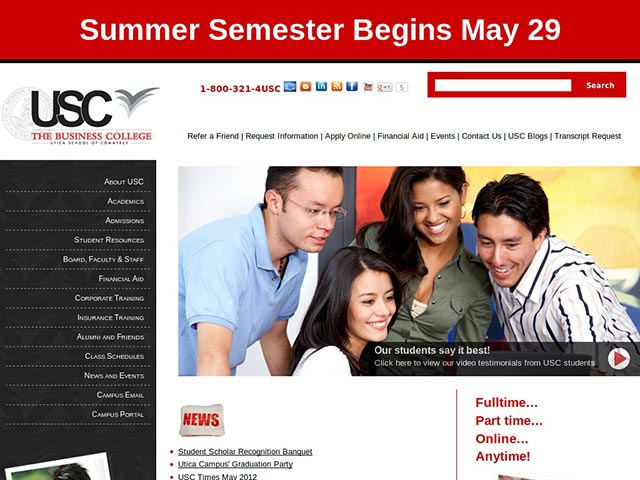 Summer Semester Begins May 29
1-800-321-4USC
Search
USC
THE BUSINESS COLLEGE
UTICA SCHOOL OF COMMERCE
Refer a Friend | Request Information | Apply Online | Financial Aid | Events | Contact Us | USC Blogs | Transcript Request
About USC
Academics
Admissions
Student Resources
Board, Faculty & Staff
Financial Aid
Corporate Training
Insurance Training
Alumni and Friends
Class Schedules
News and Events
Campus Email
Campus Portal
Our students say it best!
Click here to view our video testimonials from USC students.
NEWS
Student Scholar Recognition Banquet
Utica Campus' Graduation Party
USC Times May 2012
Fulltime...
Part time...
Online...
Anytime!